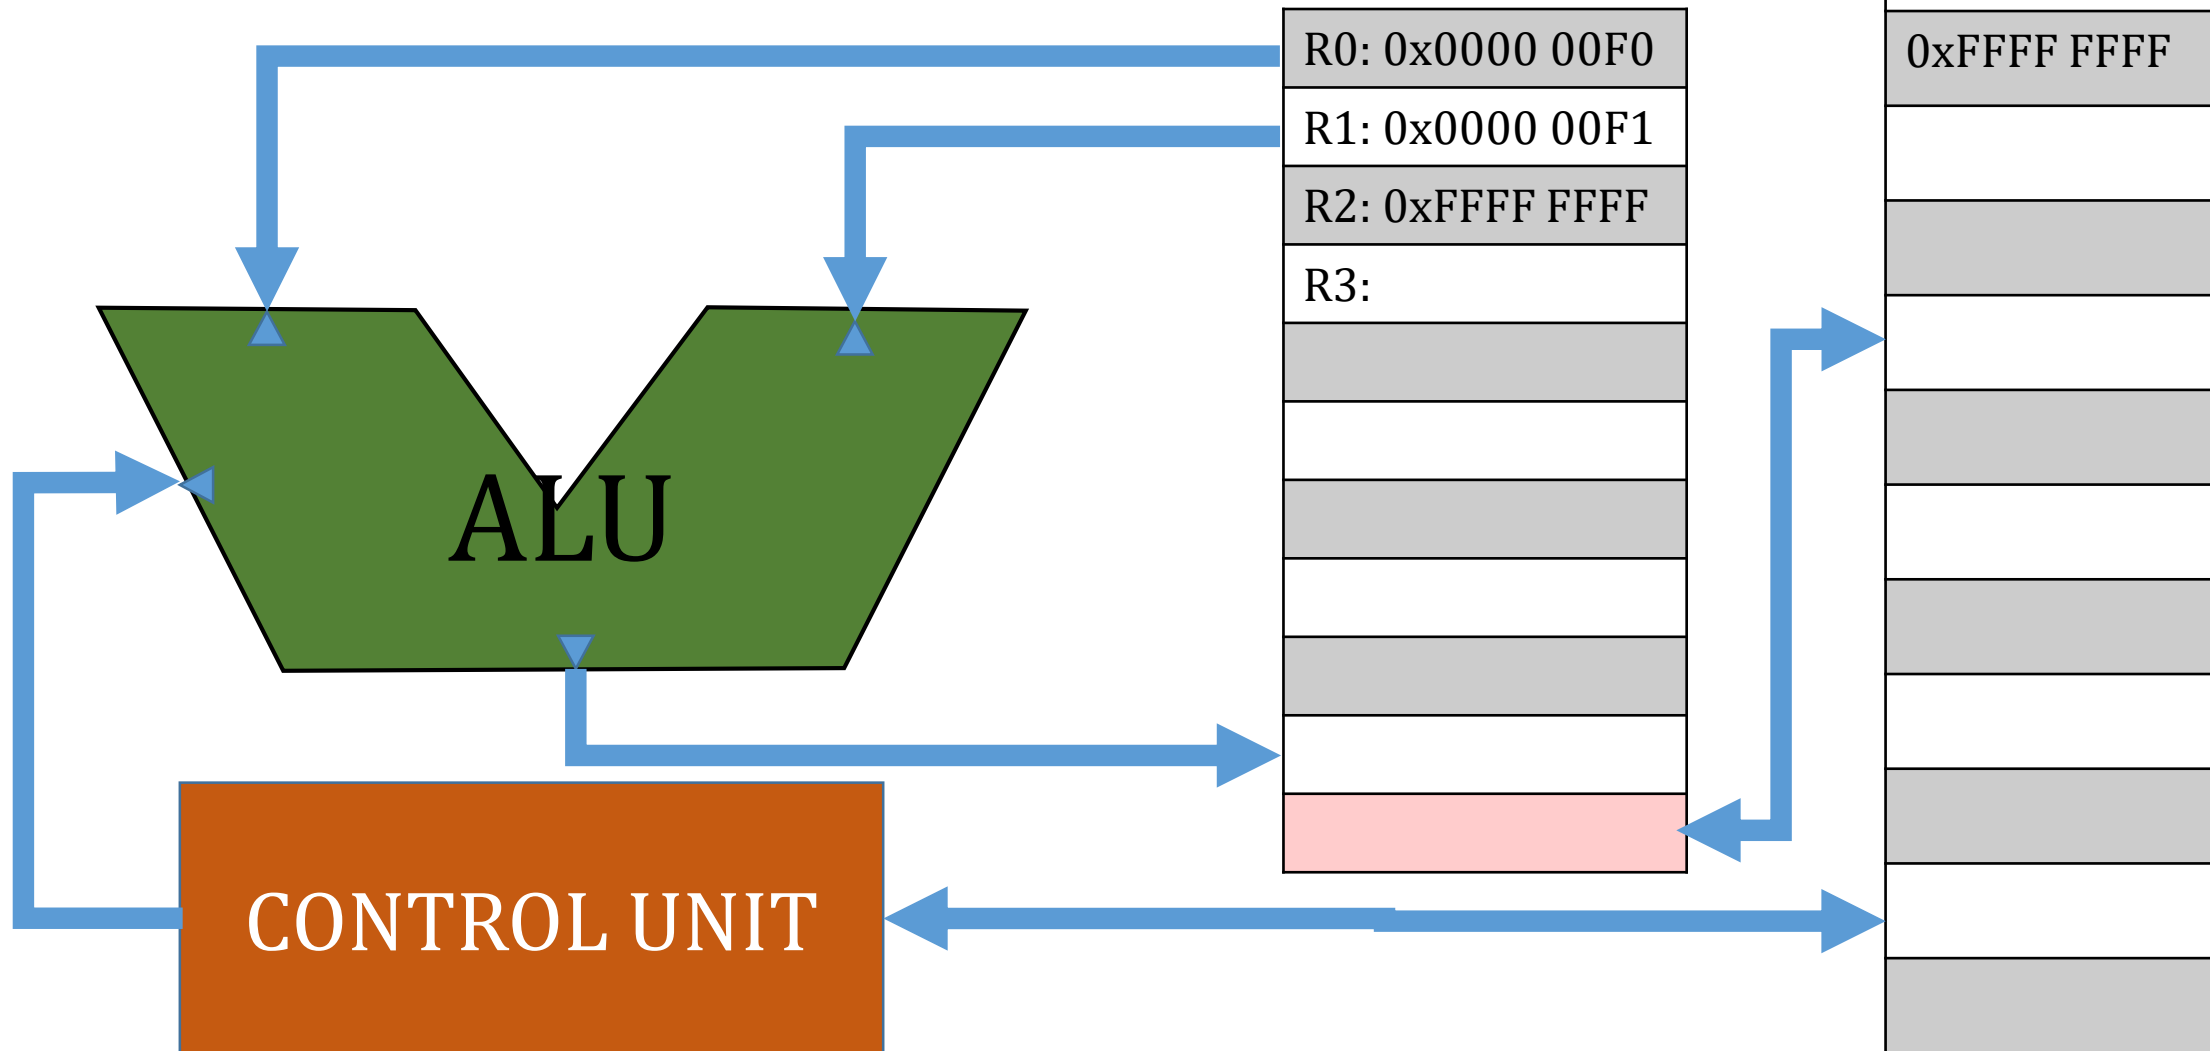 R0: 0x0000 00F0
R1: 0x0000 00F1
R2: 0xFFFF FFFF
R3:
0xFFFF FFFF
ALU
CONTROL UNIT